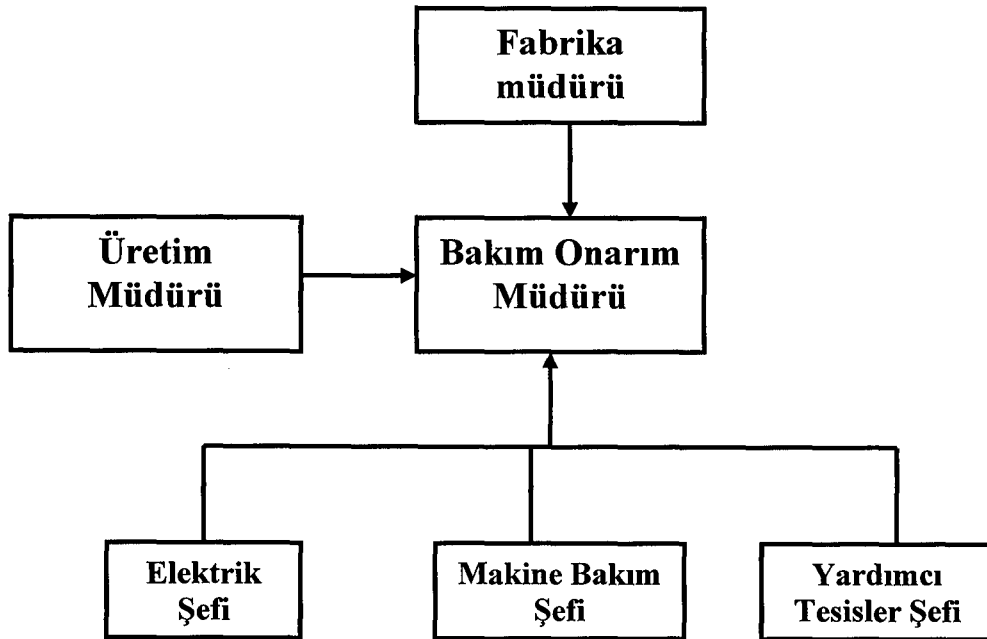 Fabrika
müdürü
Üretim
Müdürü
Bakım Onarım
Müdürü
Elektrik
Şefi
Makine Bakım
Şefi
Yardımcı
Tesisler Şefi